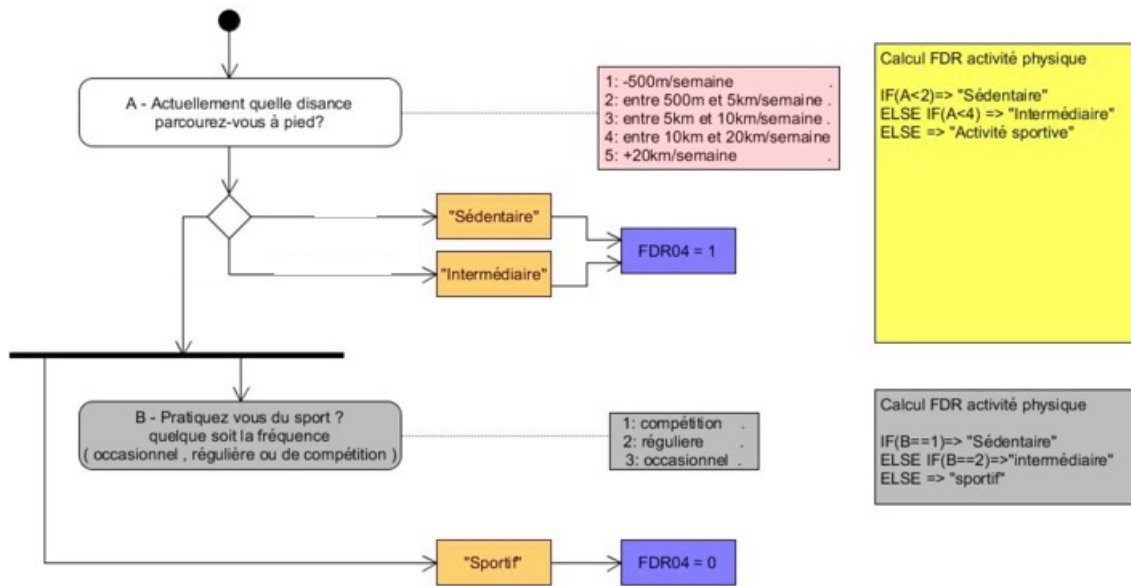 A - Actuellement quelle disance
parcourez-vous à pied?
1: -500m/semaine .
2: entre 500m et 5km/semaine .
3: entre 5km et 10km/semaine .
4: entre 10km et 20km/semaine
5: +20km/semaine .
Calcul FDR activité physique
IF(A<2)=> "Sédentaire"
ELSE IF(A<4) => "Intermédiaire"
ELSE => "Activité sportive"
"Sédentaire"
"Intermédiaire"
FDR04 = 1
B - Pratiquez vous du sport ?
quelque soit la fréquence
( occasionnel , régulière ou de compétition )
1: compétition .
2: réguliere .
3: occasionnel .
Calcul FDR activité physique
IF(B==1)=> "Sédentaire"
ELSE IF(B==2)=>"intermédiaire"
ELSE => "sportif"
"Sportif"
FDR04 = 0